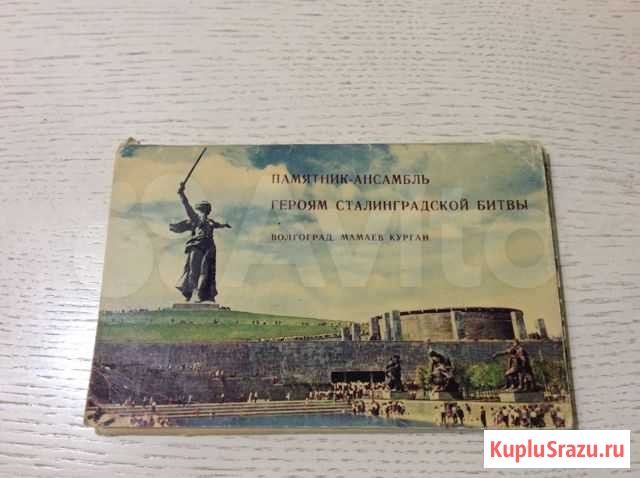 ПАМЯТНИК-АНСАМБЛЬ
ГЕРОЯМ СТАЛИНГРАДСКОЙ БИТВЫ
ВОЛГОГРАД. МАМАЕВ КУРГАН
Avito
KupluSrazu.ru